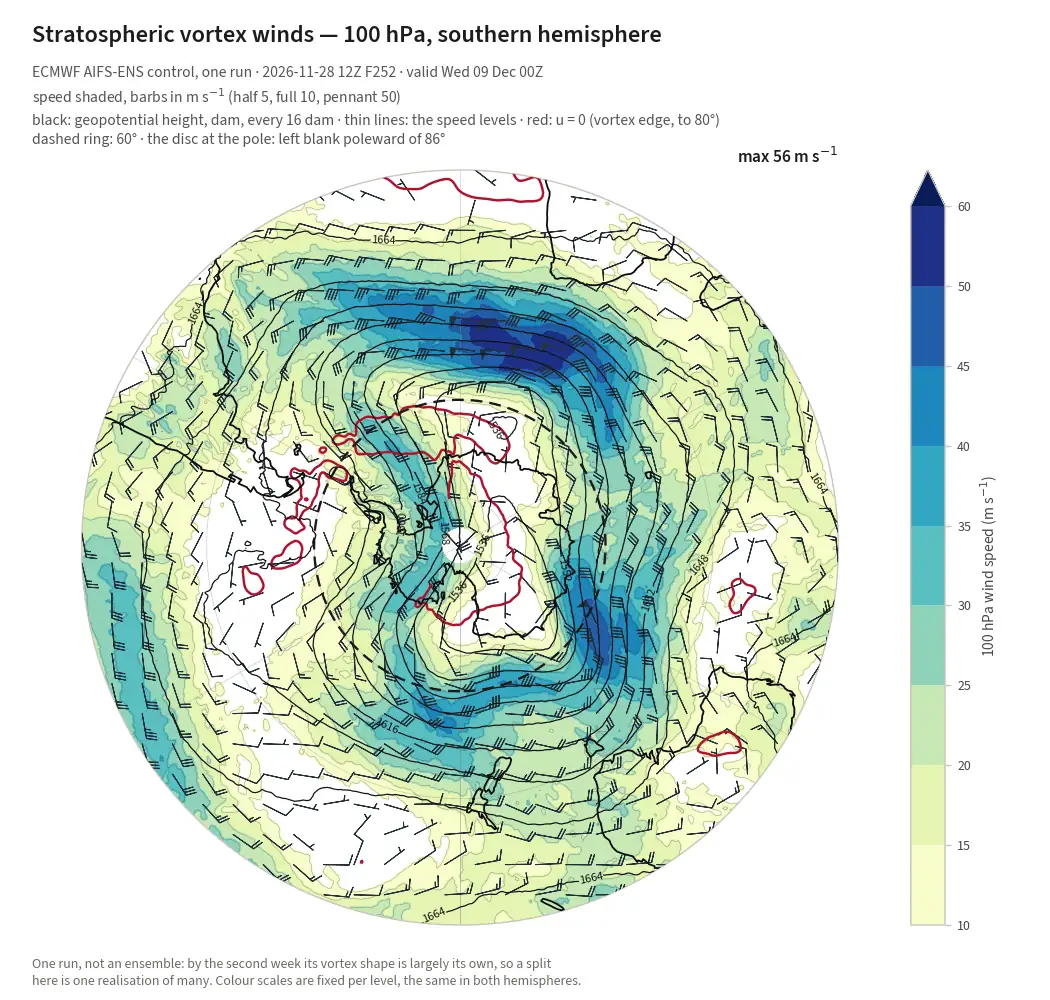 Stratospheric vortex winds — 100 hPa, southern hemisphere
ECMWF AIFS-ENS control, one run · 2026-11-28 12Z F252 · valid Wed 09 Dec 00Z
speed shaded, barbs in m s⁻¹ (half 5, full 10, pennant 50)
black: geopotential height, dam, every 16 dam · thin lines: the speed levels · red: u = 0 (vortex edge, to 80°)
dashed ring: 60° · the disc at the pole: left blank poleward of 86°
max 56 m s⁻¹
60
50
45
40
35
30
25
20
15
10
100 hPa wind speed (m s⁻¹)
1664
1664
1664
1648
1664
1616
1664
1664
1536
1536
1568
One run, not an ensemble: by the second week its vortex shape is largely its own, so a split
here is one realisation of many. Colour scales are fixed per level, the same in both hemispheres.